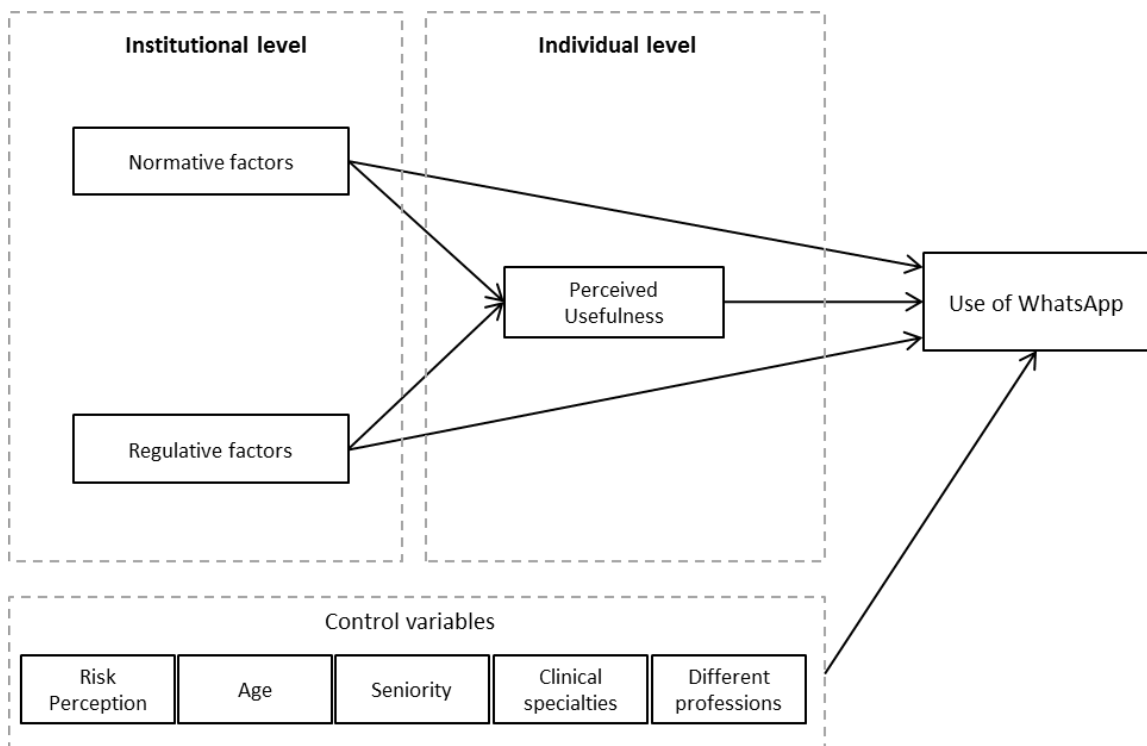 Institutional level
Individual level
Normative factors
Perceived
Usefulness
Use of WhatsApp
Regulative factors
Control variables
Risk
Perception
Age
Seniority
Clinical
specialties
Different
professions